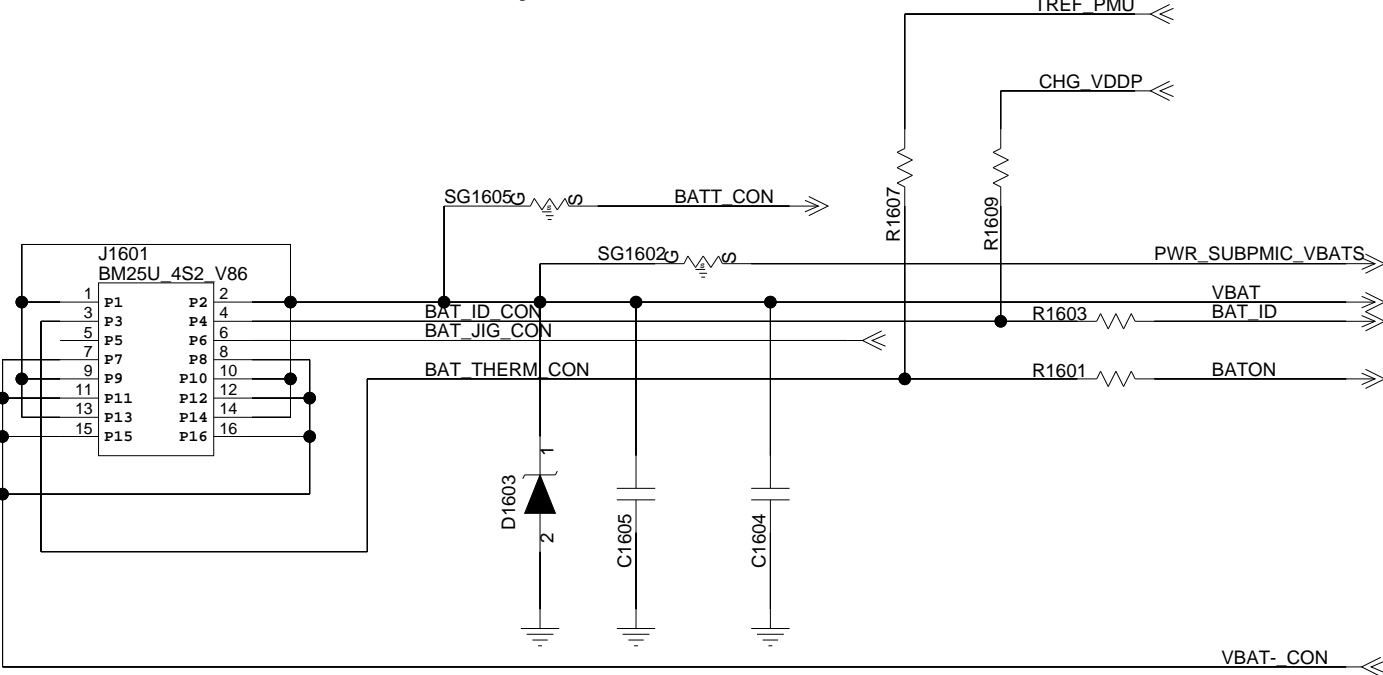 TREF_PMU
CHG_VDDP
SG1605 G S BATT_CON
R1607
R1609
SG1602 G S PWR_SUBPMIC_VBATS
J1601
BM25U_4S2_V86
1 P1 P2 2 VBAT
3 P3 P4 4 BAT_ID_CON R1603 BAT_ID
5 P5 P6 6 BAT_JIG_CON
7 P7 P8 8
9 P9 P10 10 BAT_THERM_CON R1601 BATON
11 P11 P12 12
13 P13 P14 14
15 P15 P16 16
D1603 1 2
C1605
C1604
VBAT-_CON